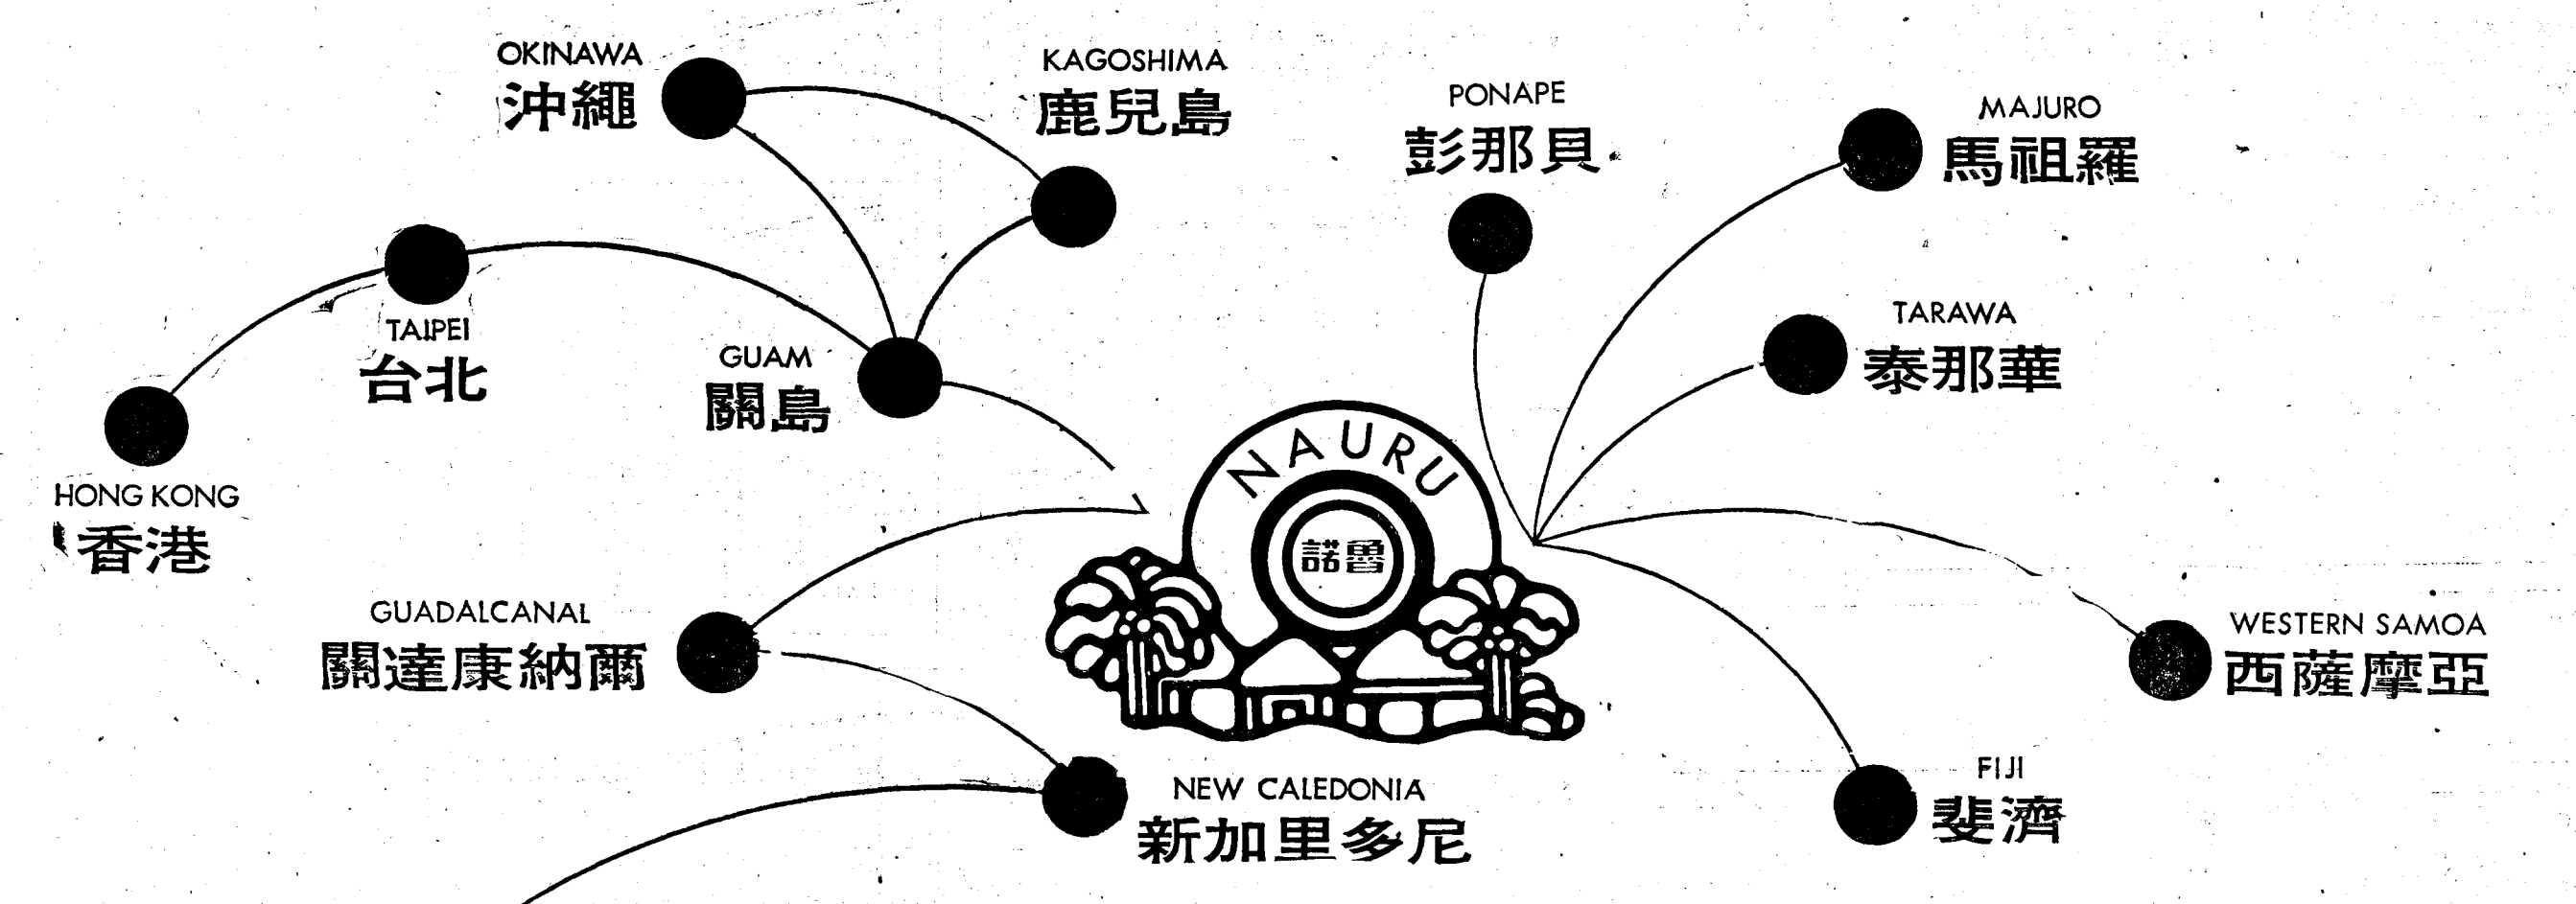 OKINAWA
沖繩
KAGOSHIMA
鹿兒島
PONAPE
彭那貝
MAJURO
馬祖羅
TAIPEI
台北
GUAM
關島
TARAWA
泰那華
HONG KONG
香港
NAURU
諾魯
GUADALCANAL
關達康納爾
WESTERN SAMOA
西薩摩亞
NEW CALEDONIA
新加里多尼
FIJI
斐濟